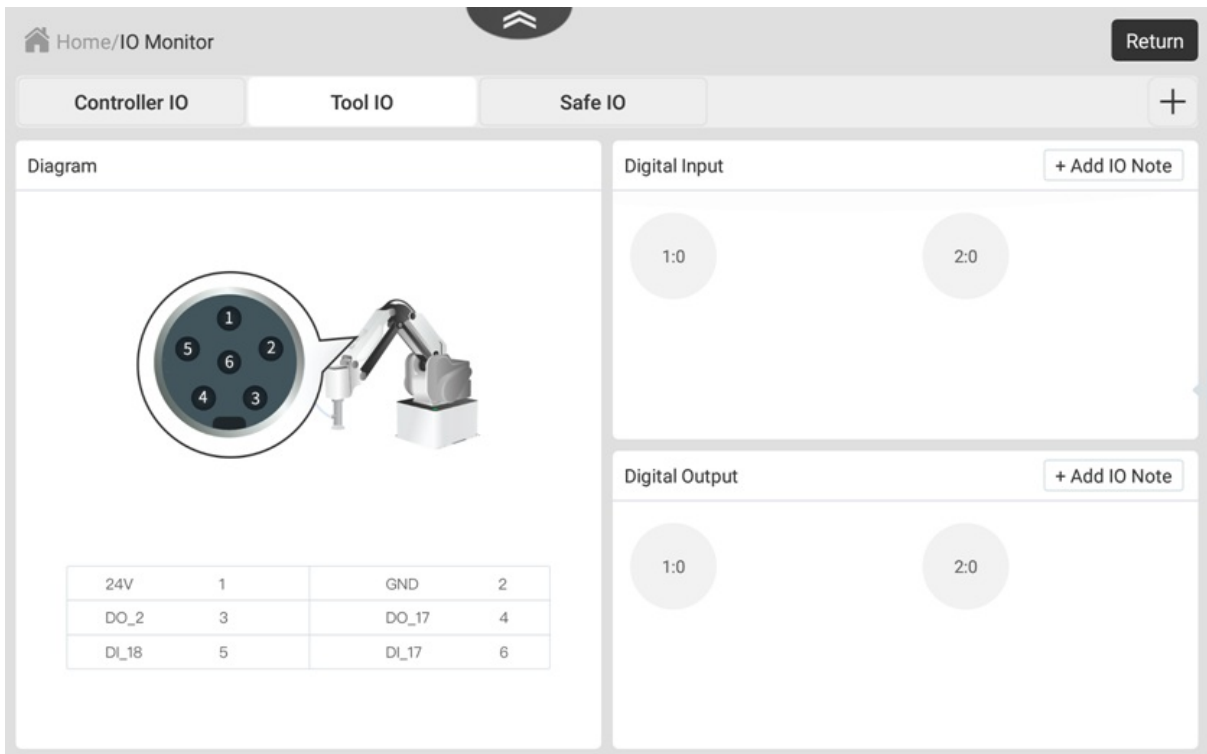 Home/IO Monitor
Return
Controller IO Tool IO Safe IO +
Diagram
1
5 2
6
4 3
24V 1 GND 2
DO_2 3 DO_17 4
DI_18 5 DI_17 6
Digital Input + Add IO Note
1:0 2:0
Digital Output + Add IO Note
1:0 2:0